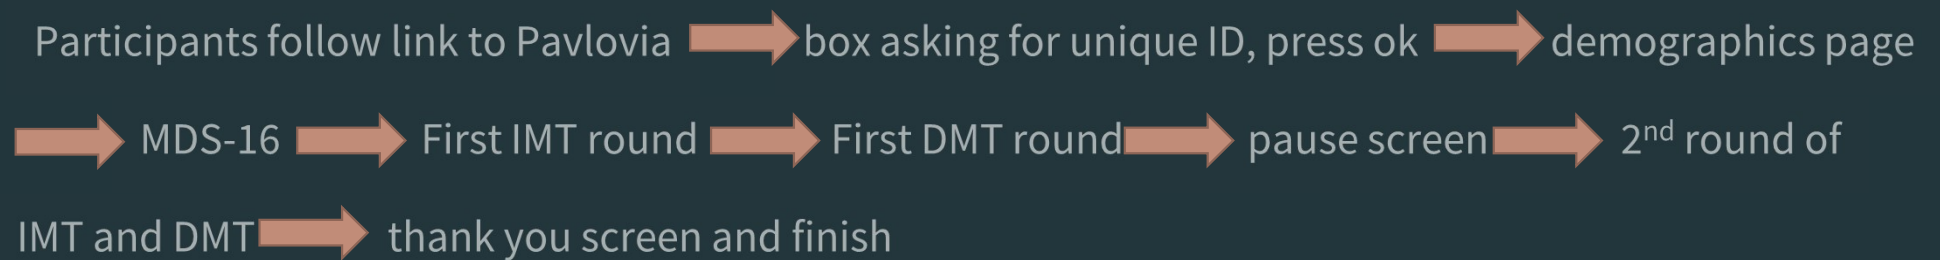 Participants follow link to Pavlovia box asking for unique ID, press ok demographics page
MDS-16 First IMT round First DMT round pause screen 2nd round of
IMT and DMT thank you screen and finish